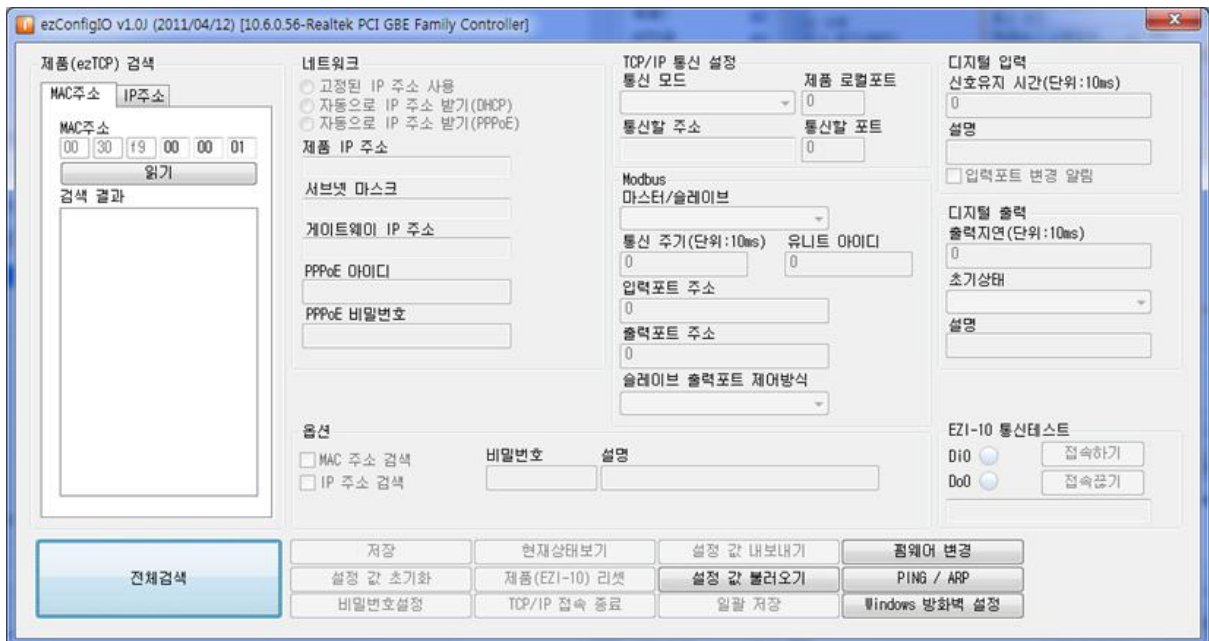 ezConfigIO v1.0J (2011/04/12) [10.6.0.56-Realtek PCI GBE Family Controller]
제품(ezTCP) 검색
MAC주소 IP주소
MAC주소
00 30 f9 00 00 01
읽기
검색 결과
전체검색
네트워크
고정된 IP 주소 사용
자동으로 IP 주소 받기(DHCP)
자동으로 IP 주소 받기(PPPoE)
제품 IP 주소
서브넷 마스크
게이트웨이 IP 주소
PPPoE 아이디
PPPoE 비밀번호
TCP/IP 통신 설정
통신 모드 제품 로컬포트
0
통신할 주소 통신할 포트
0
Modbus
마스터/슬레이브
통신 주기(단위:10ms) 유니트 아이디
0 0
입력포트 주소
0
출력포트 주소
0
슬레이브 출력포트 제어방식
디지털 입력
신호유지 시간(단위:10ms)
0
설명
입력포트 변경 알림
디지털 출력
출력지연(단위:10ms)
0
초기상태
설명
옵션
MAC 주소 검색 비밀번호 설명
IP 주소 검색
EZI-10 통신테스트
Di0 접속하기
Do0 접속끊기
저장 현재상태보기 설정 값 내보내기 펌웨어 변경
설정 값 초기화 제품(EZI-10) 리셋 설정 값 불러오기 PING / ARP
비밀번호설정 TCP/IP 접속 종료 일괄 저장 Windows 방화벽 설정